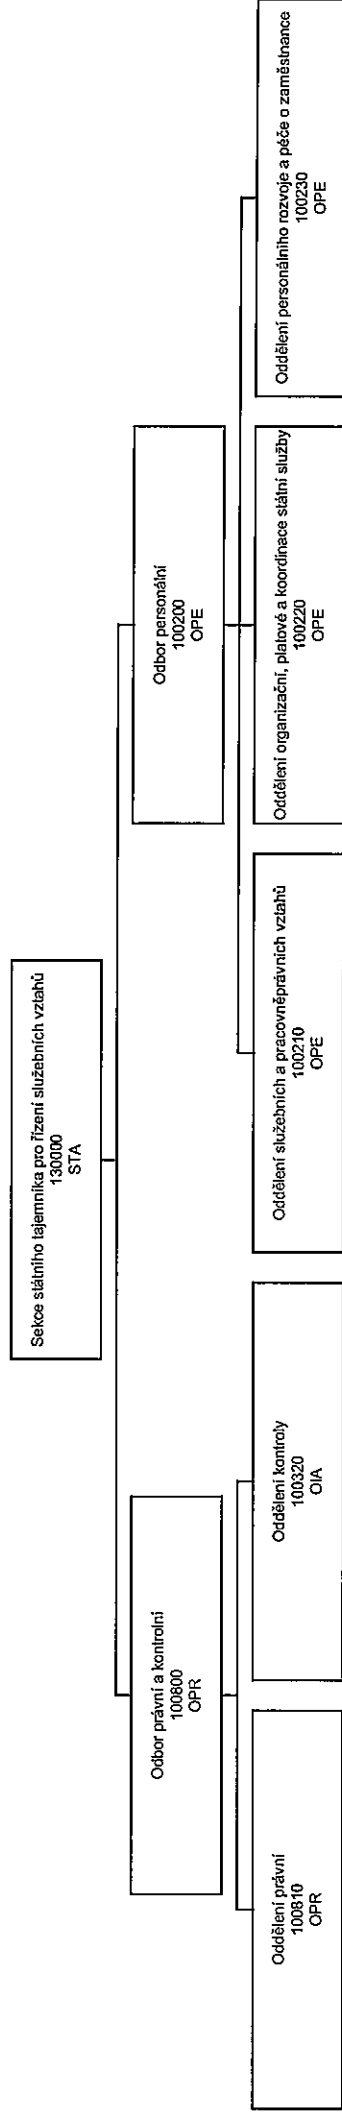 Sekce státního tajemníka pro řízení služebních vztahů
130000
STA
Odbor právní a kontrolní
100800
OPR
Odbor personální
100200
OPE
Oddělení právní
100810
OPR
Oddělení kontroly
100320
OIA
Oddělení služebních a pracovněprávních vztahů
100210
OPE
Oddělení organizační, platové a koordinace státní služby
100220
OPE
Oddělení personálního rozvoje a péče o zaměstnance
100230
OPE